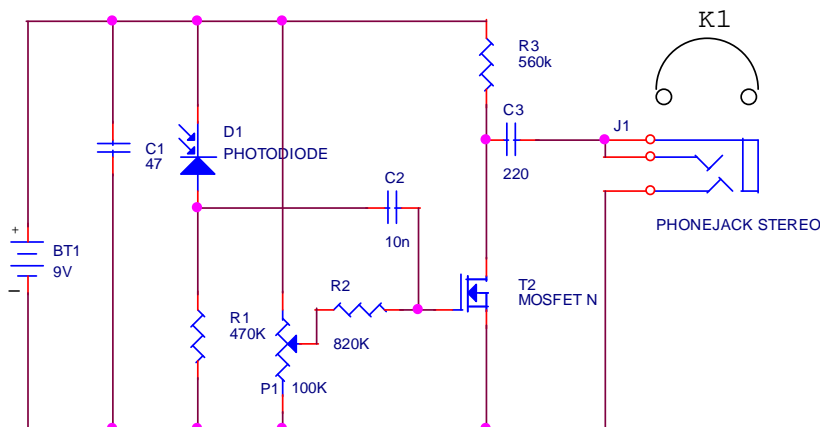 K1
R3
560k
C3
J1
D1
PHOTODIODE
C1
47
C2
220
PHONEJACK STEREO
10n
+
BT1
9V
R2
T2
MOSFET N
R1
470K
820K
P1
100K